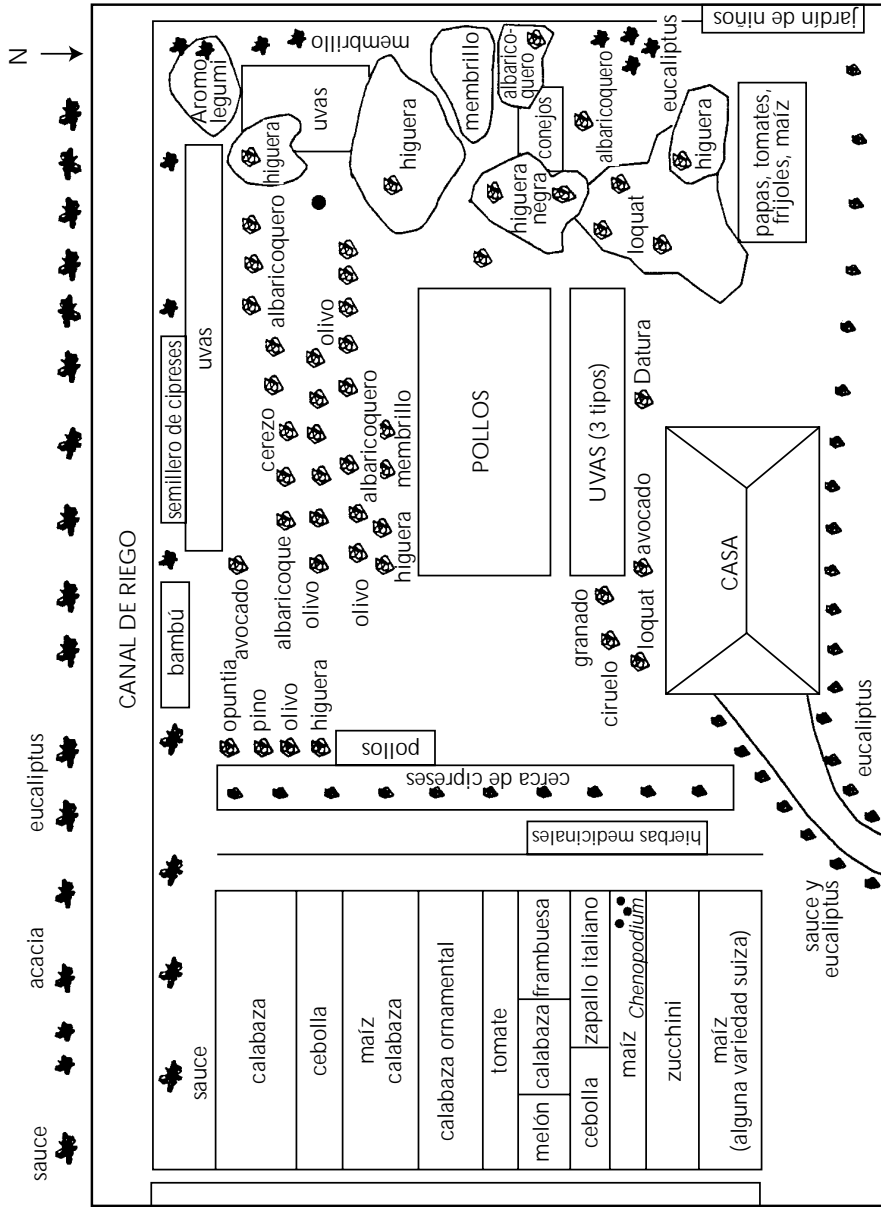 N
CANAL DE RIEGO
sauce
acacia
eucaliptus
sauce
bambú
semillero de cipreses
uvas
Aromo
legumi
membrillo
uvas
higuera
higuera
membrillo
albarico-
quero
conejos
albaricoquero
eucaliptus
jardín de niños
higuera
negra
loquat
higuera
papas, tomates,
frijoles, maíz
albaricoquero
olivo
cerezo
albaricoquero
membrillo
avocado
albaricoque
olivo
olivo
higuera
opuntia
pino
olivo
higuera
pollos
POLLOS
UVAS (3 tipos)
Datura
avocado
granado
ciruelo
loquat
CASA
cerca de cipreses
hierbas medicinales
eucaliptus
sauce y
eucaliptus
calabaza
cebolla
maíz
calabaza
calabaza ornamental
tomate
melón
calabaza
frambuesa
cebolla
zapallo italiano
maíz
Chenopodium
zucchini
maíz
(alguna variedad suiza)